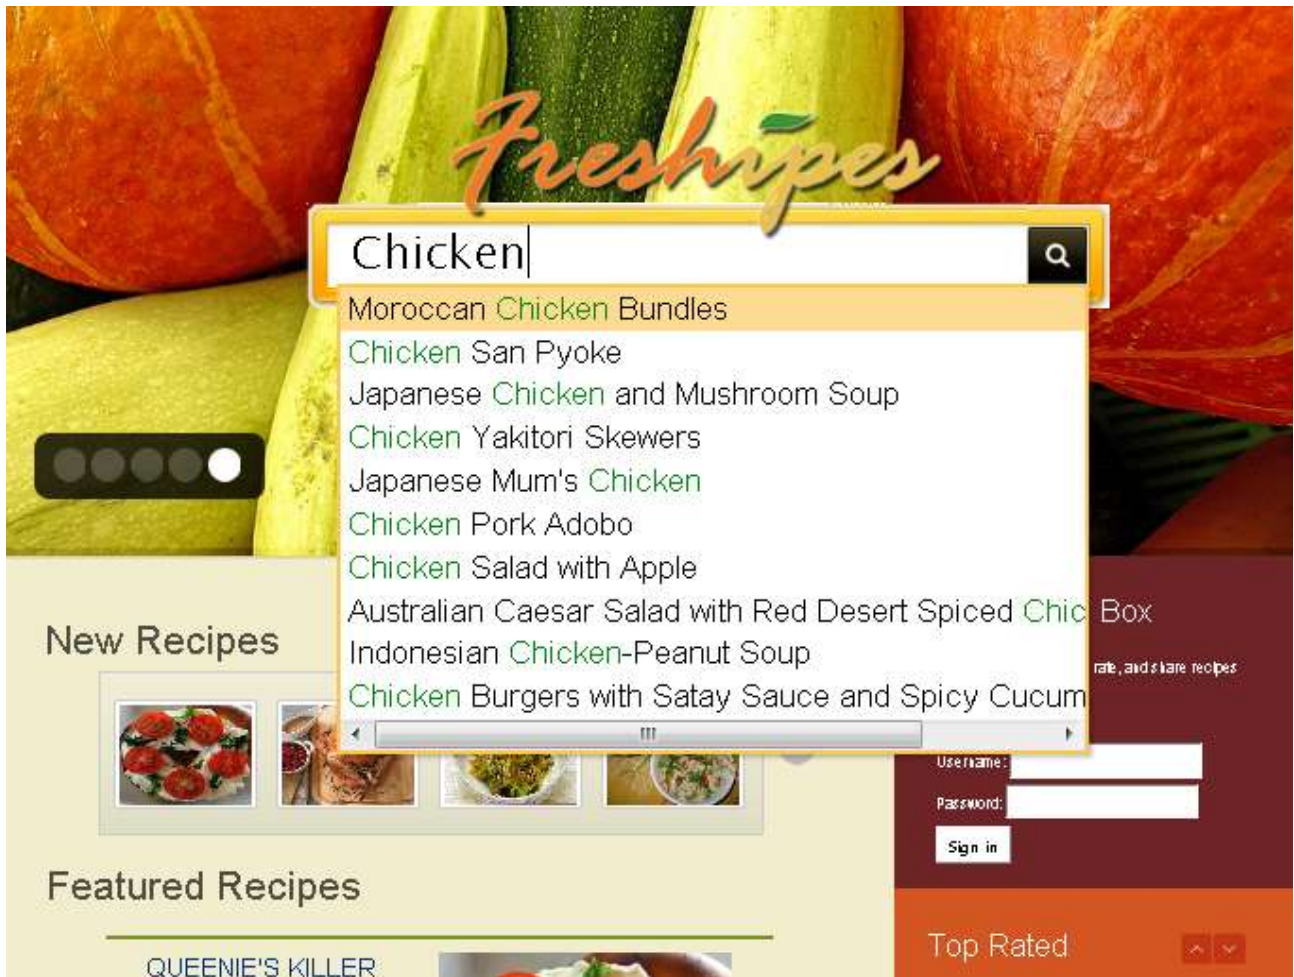 Freshipes
Chicken
Moroccan Chicken Bundles
Chicken San Pyoke
Japanese Chicken and Mushroom Soup
Chicken Yakitori Skewers
Japanese Mum's Chicken
Chicken Pork Adobo
Chicken Salad with Apple
Australian Caesar Salad with Red Desert Spiced Chic
Box
Indonesian Chicken-Peanut Soup
rate, and share recipes
Chicken Burgers with Satay Sauce and Spicy Cucum
New Recipes
Username:
Password:
Sign in
Featured Recipes
QUEENIE'S KILLER
Top Rated